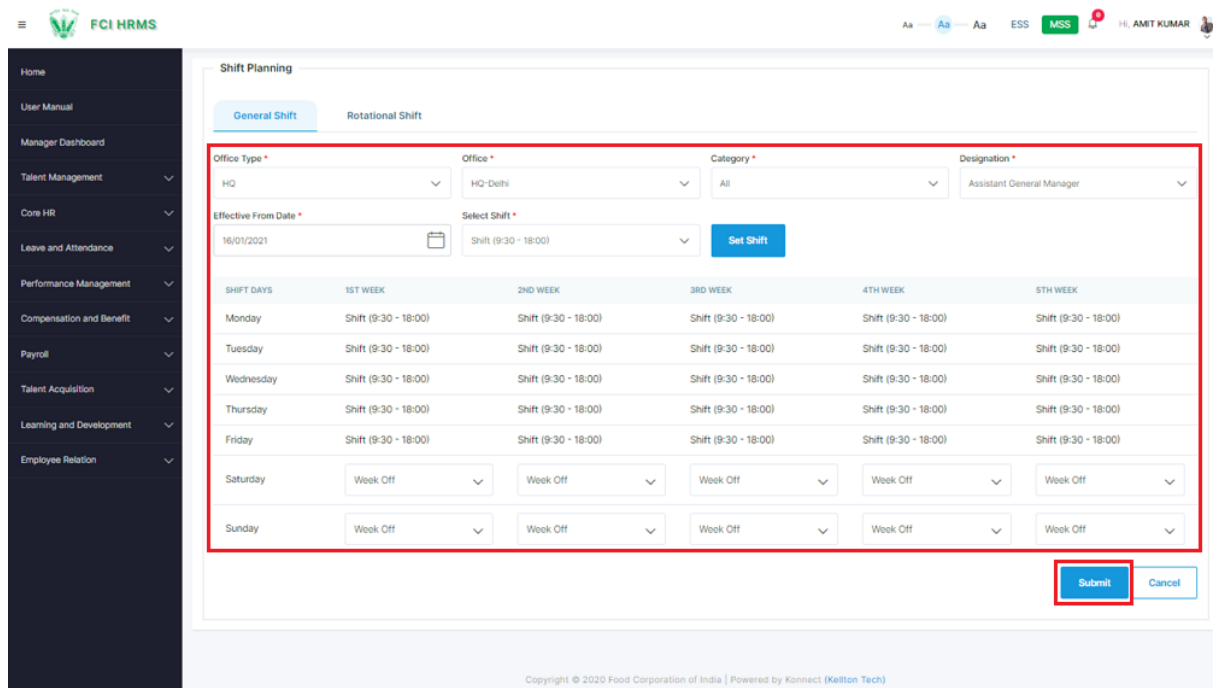 FCI HRMS
Aa Aa Aa ESS MSS 0 Hi, AMIT KUMAR
Home
User Manual
Manager Dashboard
Talent Management
Core HR
Leave and Attendance
Performance Management
Compensation and Benefit
Payroll
Talent Acquisition
Learning and Development
Employee Relation
Shift Planning
General Shift Rotational Shift
Office Type * Office * Category * Designation *
HQ HQ-Delhi All Assistant General Manager
Effective From Date * Select Shift *
16/01/2021 Shift (9:30 - 18:00) Set Shift
SHIFT DAYS 1ST WEEK 2ND WEEK 3RD WEEK 4TH WEEK 5TH WEEK
Monday Shift (9:30 - 18:00) Shift (9:30 - 18:00) Shift (9:30 - 18:00) Shift (9:30 - 18:00) Shift (9:30 - 18:00)
Tuesday Shift (9:30 - 18:00) Shift (9:30 - 18:00) Shift (9:30 - 18:00) Shift (9:30 - 18:00) Shift (9:30 - 18:00)
Wednesday Shift (9:30 - 18:00) Shift (9:30 - 18:00) Shift (9:30 - 18:00) Shift (9:30 - 18:00) Shift (9:30 - 18:00)
Thursday Shift (9:30 - 18:00) Shift (9:30 - 18:00) Shift (9:30 - 18:00) Shift (9:30 - 18:00) Shift (9:30 - 18:00)
Friday Shift (9:30 - 18:00) Shift (9:30 - 18:00) Shift (9:30 - 18:00) Shift (9:30 - 18:00) Shift (9:30 - 18:00)
Saturday Week Off Week Off Week Off Week Off Week Off
Sunday Week Off Week Off Week Off Week Off Week Off
Submit Cancel
Copyright © 2020 Food Corporation of India | Powered by Konnect (Kellton Tech)